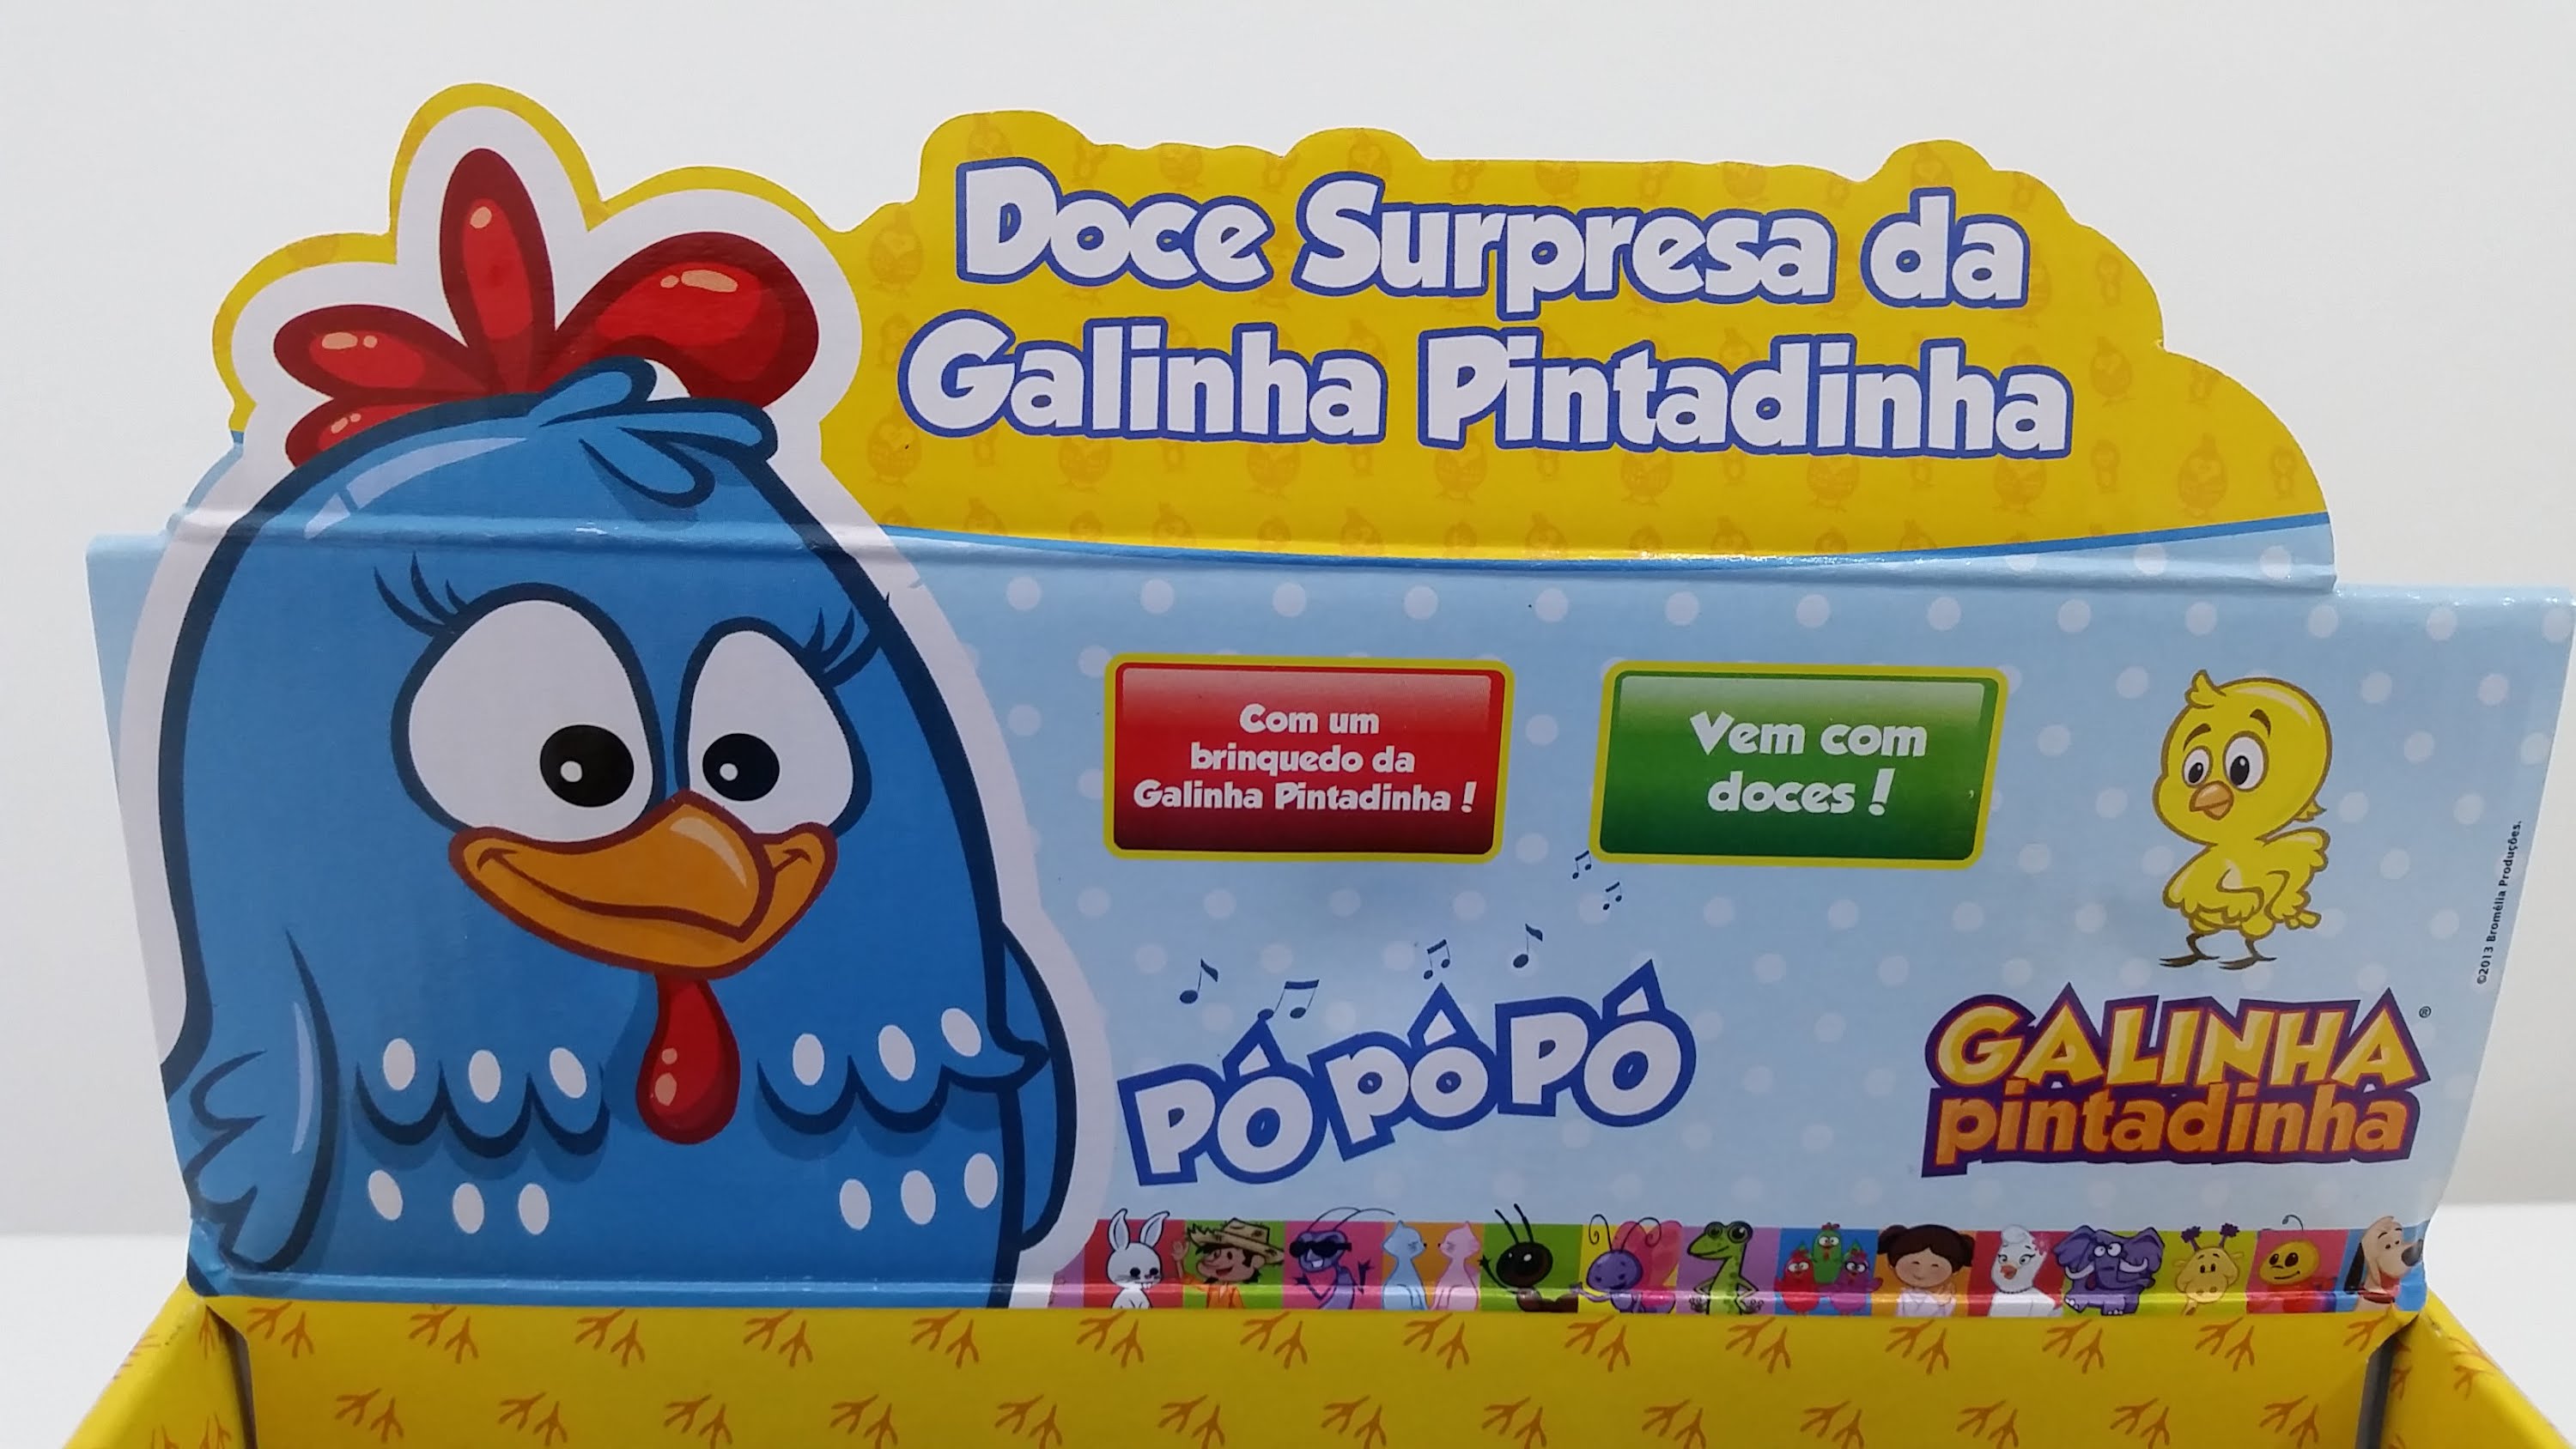 Doce Surpresa da
Galinha Pintadinha
Com um
brinquedo da
Galinha Pintadinha!
Vem com
doces!
PÓ PÔ PÓ
GALINHA
pintadinha
®
©2013 Bromélia Produções.